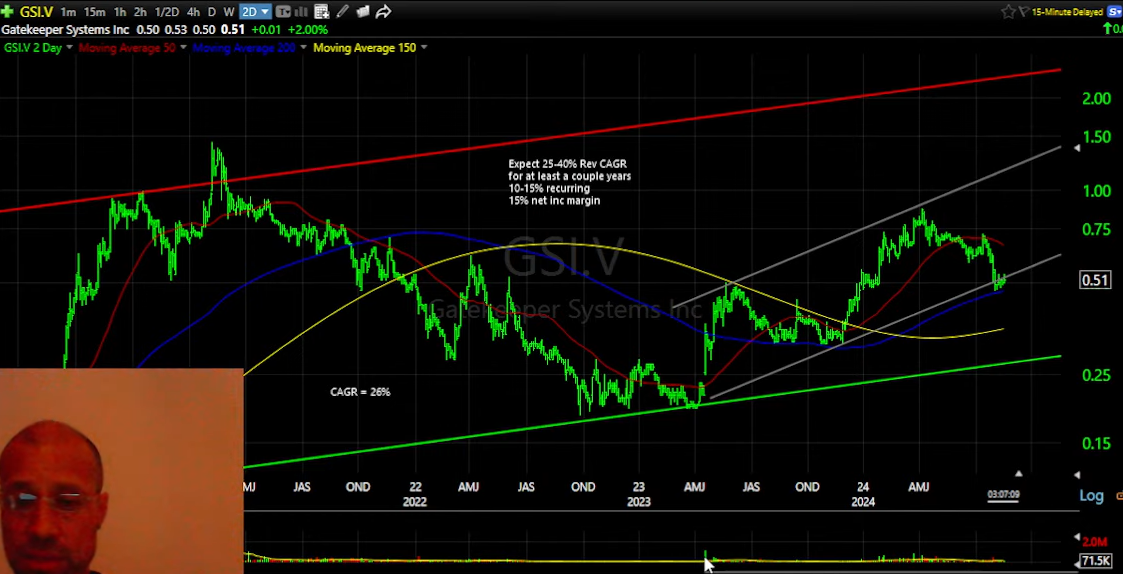 GSI.V 1m 15m 1h 2h 1/2D 4h D W 2D 15-Minute Delayed
Gatekeeper Systems Inc 0.50 0.53 0.50 0.51 +0.01 +2.00%
GSI.V 2 Day Moving Average 50 Moving Average 200 Moving Average 150
2.00
1.50
Expect 25-40% Rev CAGR
for at least a couple years
10-15% recurring
15% net inc margin
1.00
0.75
GSI.V
0.51
Gatekeeper Systems Inc
0.25
CAGR = 26%
0.15
MJ JAS OND 22 AMJ JAS OND 23 AMJ JAS OND 24 AMJ
2022 2023 2024
03:07:09
Log
2.0M
71.5K